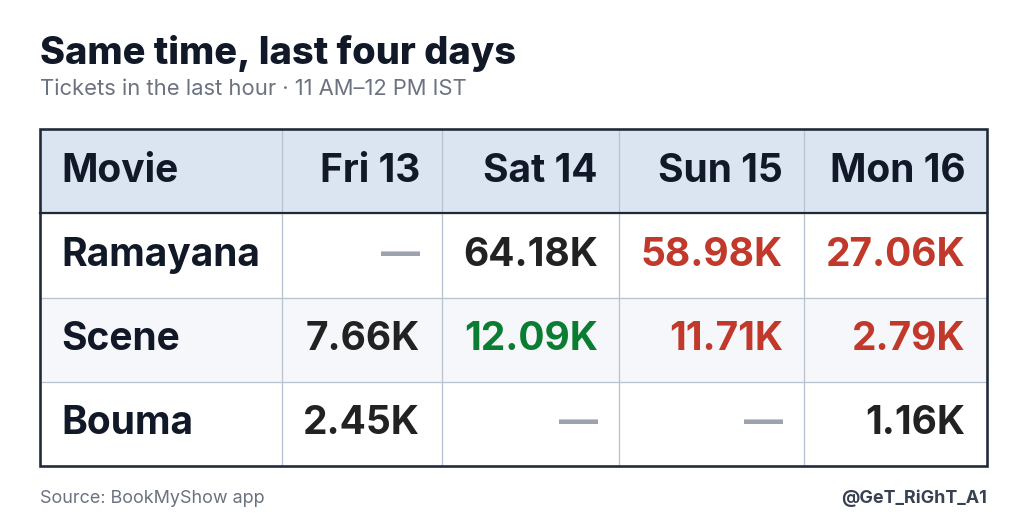 Same time, last four days
Tickets in the last hour · 11 AM–12 PM IST
Movie Fri 13 Sat 14 Sun 15 Mon 16
Ramayana — 64.18K 58.98K 27.06K
Scene 7.66K 12.09K 11.71K 2.79K
Bouma 2.45K — — 1.16K
Source: BookMyShow app @GeT_RiGhT_A1